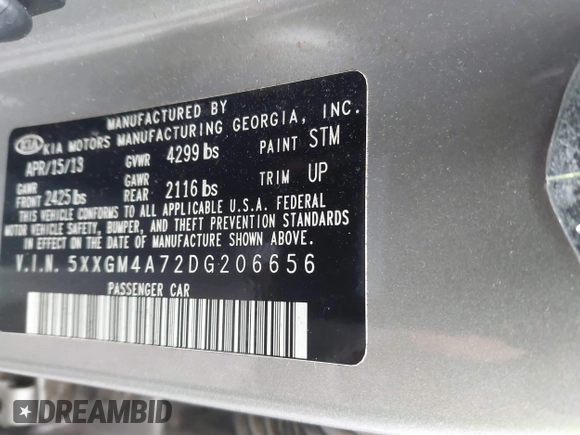 MANUFACTURED BY
KIA KIA MOTORS MANUFACTURING GEORGIA, INC.
APR/15/13 GVWR 4299 lbs PAINT STM
GAWR FRONT 2425 lbs GAWR REAR: 2116 lbs TRIM UP
THIS VEHICLE CONFORMS TO ALL APPLICABLE U.S.A. FEDERAL
MOTOR VEHICLE SAFETY, BUMPER, AND THEFT PREVENTION STANDARDS
IN EFFECT ON THE DATE OF MANUFACTURE SHOWN ABOVE.
V.I.N. 5XXGM4A72DG206656
PASSENGER CAR
DREAMBID